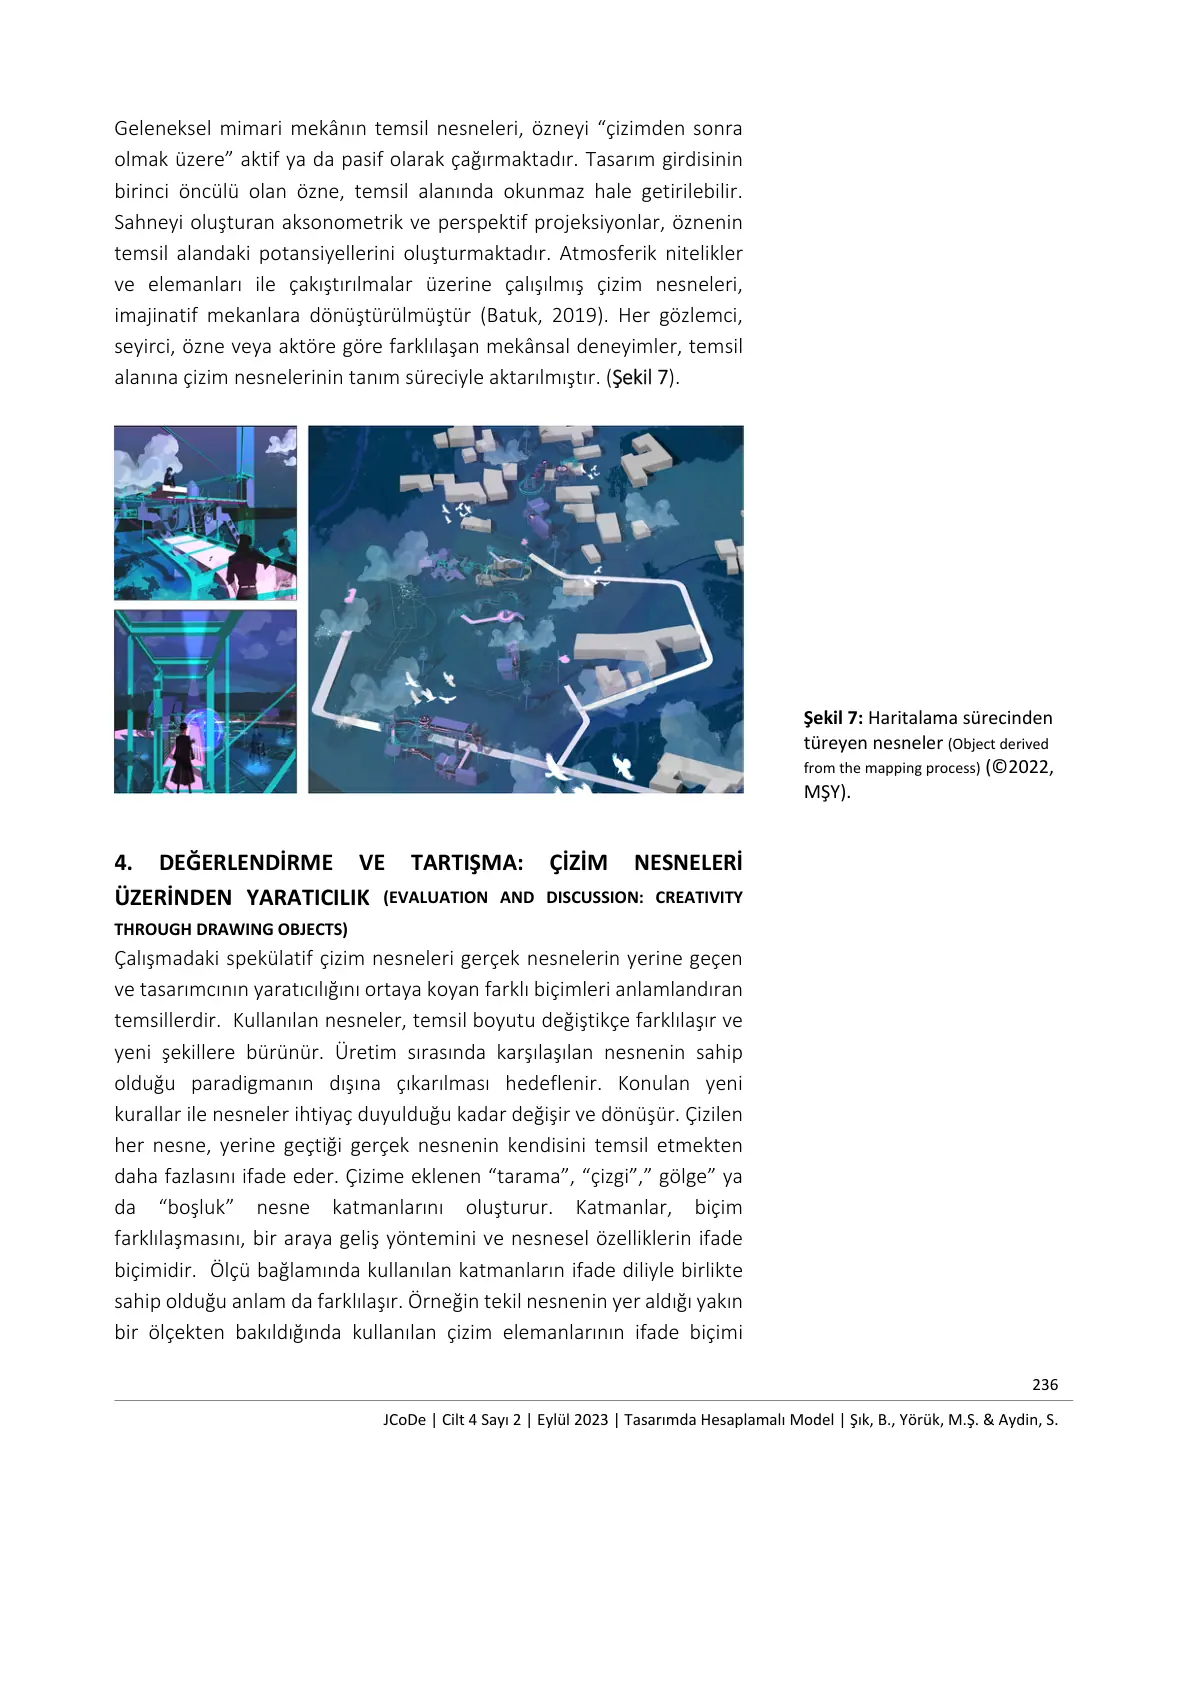 Geleneksel mimari mekânın temsil nesneleri, özneyi “çizimden sonra
olmak üzere” aktif ya da pasif olarak çağırmaktadır. Tasarım girdisinin
birinci öncülü olan özne, temsil alanında okunmaz hale getirilebilir.
Sahneyi oluşturan aksonometrik ve perspektif projeksiyonlar, öznenin
temsil alandaki potansiyellerini oluşturmaktadır. Atmosferik nitelikler
ve elemanları ile çakıştırılmalar üzerine çalışılmış çizim nesneleri,
imajinatif mekanlara dönüştürülmüştür (Batuk, 2019). Her gözlemci,
seyirci, özne veya aktöre göre farklılaşan mekânsal deneyimler, temsil
alanına çizim nesnelerinin tanım süreciyle aktarılmıştır. (Şekil 7).
Şekil 7: Haritalama sürecinden
türeyen nesneler (Object derived
from the mapping process) (©2022,
MŞY).
4. DEĞERLENDİRME VE TARTIŞMA: ÇİZİM NESNELERİ
ÜZERİNDEN YARATICILIK (EVALUATION AND DISCUSSION: CREATIVITY
THROUGH DRAWING OBJECTS)
Çalışmadaki spekülatif çizim nesneleri gerçek nesnelerin yerine geçen
ve tasarımcının yaratıcılığını ortaya koyan farklı biçimleri anlamlandıran
temsillerdir. Kullanılan nesneler, temsil boyutu değiştikçe farklılaşır ve
yeni şekillere bürünür. Üretim sırasında karşılaşılan nesnenin sahip
olduğu paradigmanın dışına çıkarılması hedeflenir. Konulan yeni
kurallar ile nesneler ihtiyaç duyulduğu kadar değişir ve dönüşür. Çizilen
her nesne, yerine geçtiği gerçek nesnenin kendisini temsil etmekten
daha fazlasını ifade eder. Çizime eklenen “tarama”, “çizgi”,” gölge” ya
da “boşluk” nesne katmanlarını oluşturur. Katmanlar, biçim
farklılaşmasını, bir araya geliş yöntemini ve nesnesel özelliklerin ifade
biçimidir. Ölçü bağlamında kullanılan katmanların ifade diliyle birlikte
sahip olduğu anlam da farklılaşır. Örneğin tekil nesnenin yer aldığı yakın
bir ölçekten bakıldığında kullanılan çizim elemanlarının ifade biçimi
236
JCoDe | Cilt 4 Sayı 2 | Eylül 2023 | Tasarımda Hesaplamalı Model | Şık, B., Yörük, M.Ş. & Aydin, S.